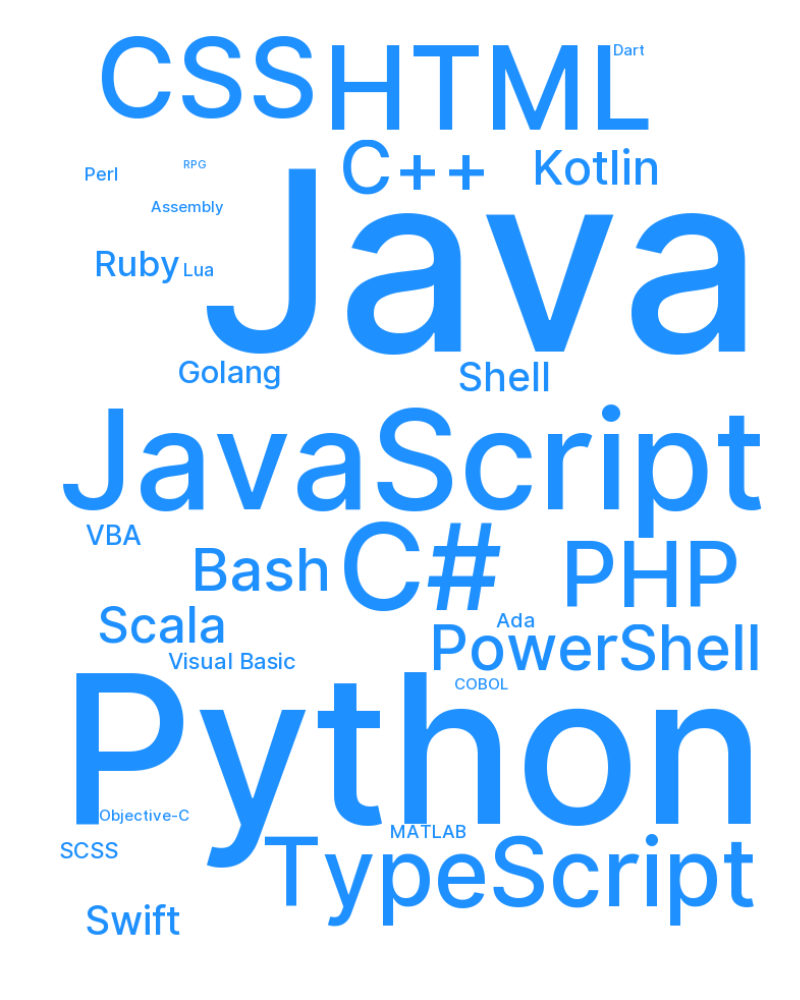 CSS HTML Dart
C++ Kotlin
Perl RPG
Java
Assembly
Ruby Lua
Golang Shell
JavaScript
VBA
Bash C# PHP
Scala Ada
PowerShell
Visual Basic
Python
COBOL
Objective-C
MATLAB
SCSS TypeScript
Swift